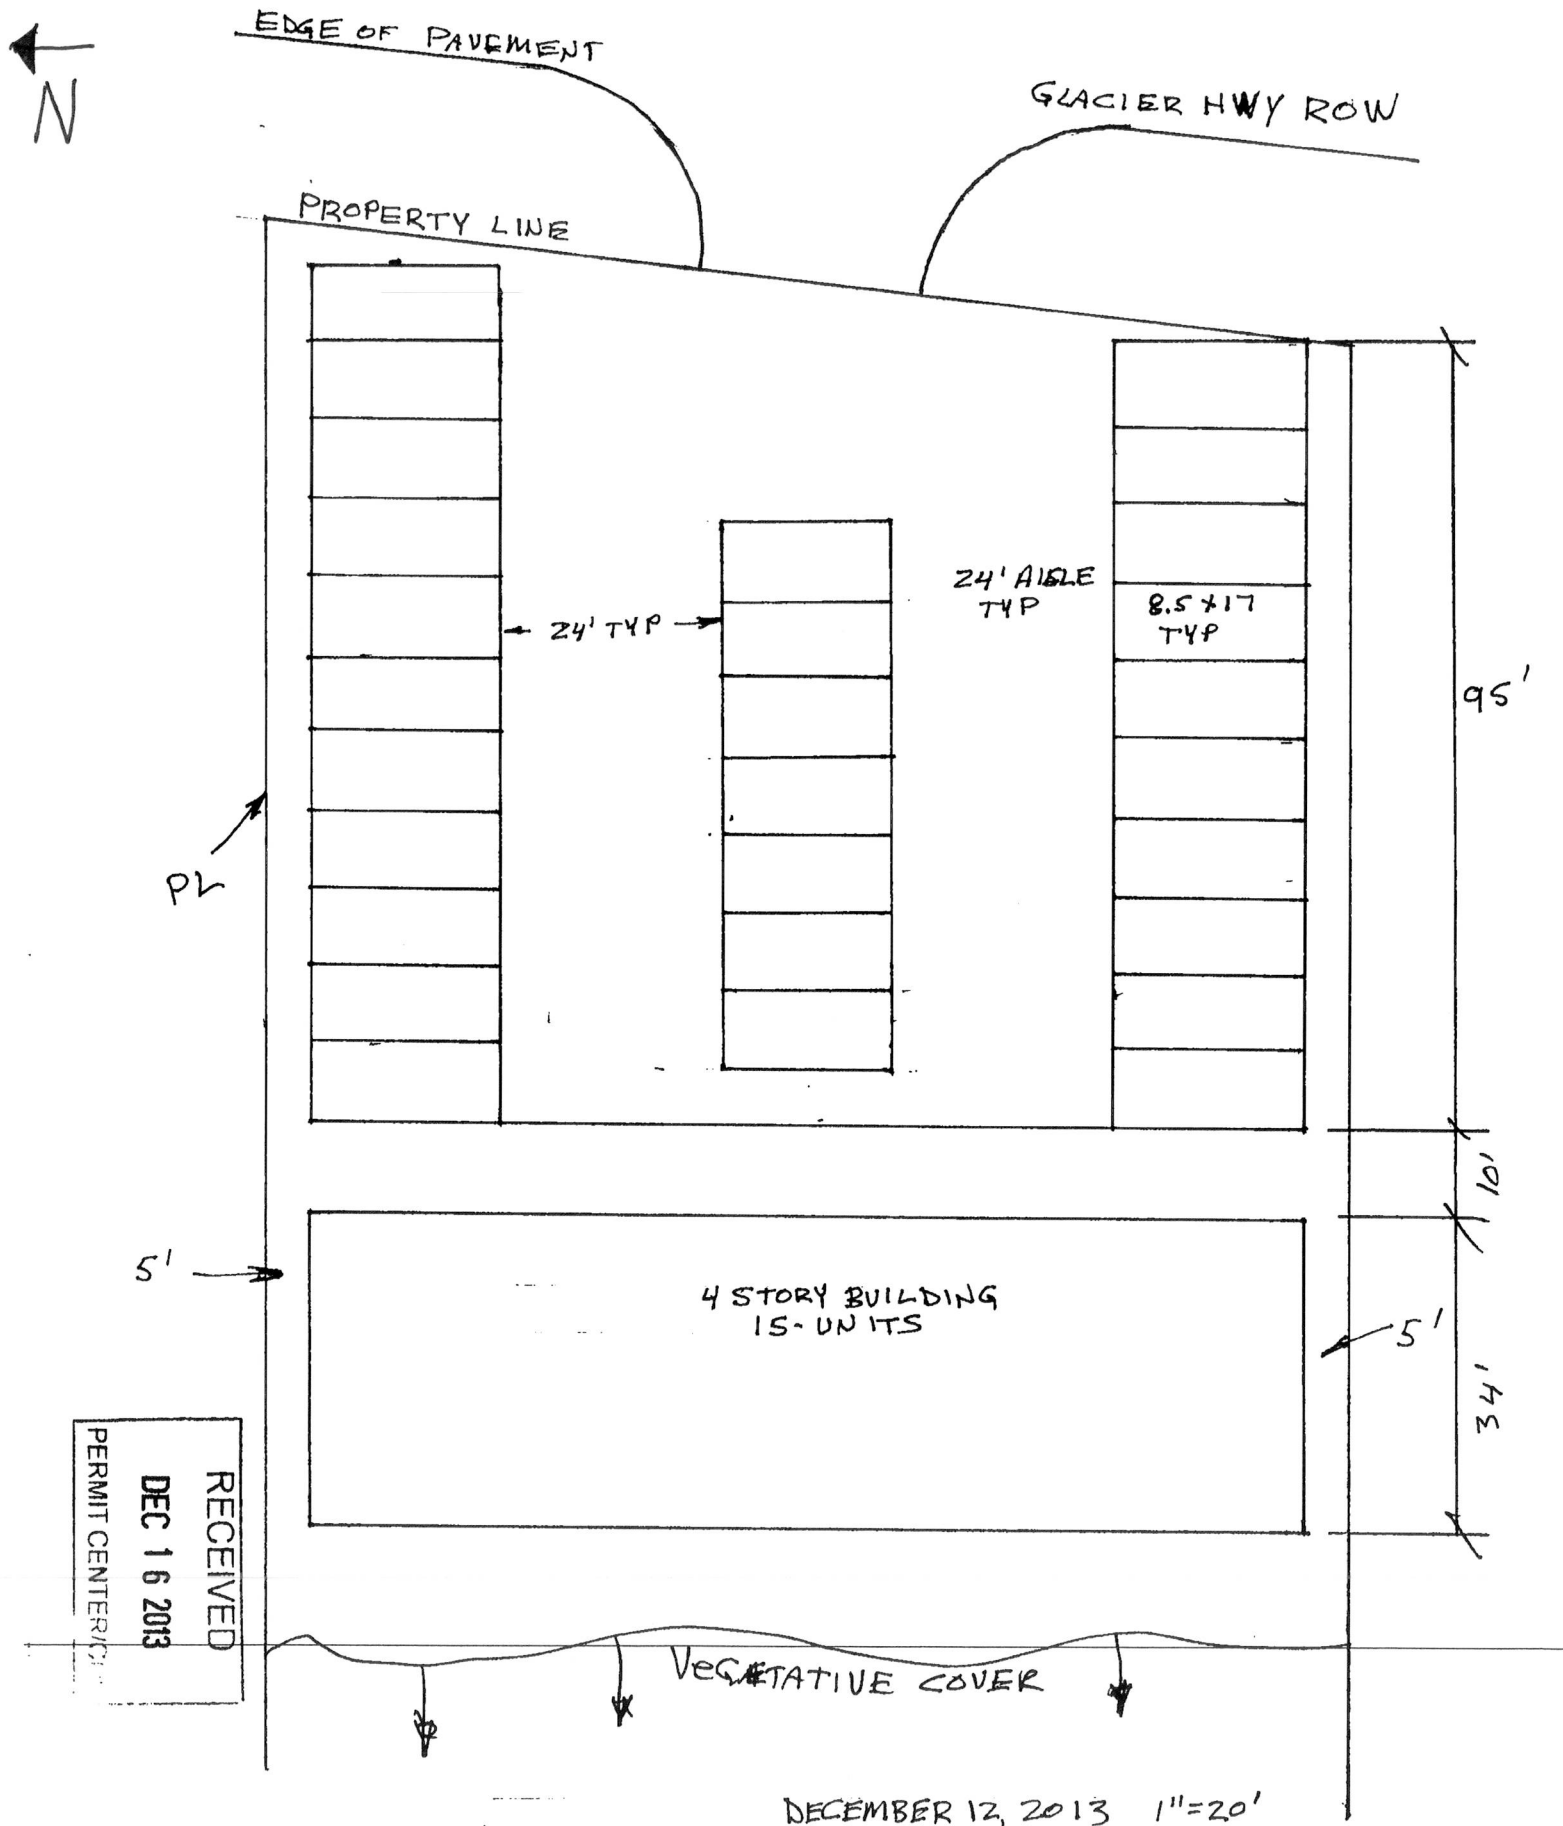 EDGE OF PAVEMENT
N
GLACIER HWY ROW
PROPERTY LINE
24' AISLE
TYP
8.5 x 17
TYP
24' TYP
95'
PL
10'
5'
4 STORY BUILDING
15-UNITS
5'
34'
RECEIVED
DEC 16 2013
PERMIT CENTER/C
VEGETATIVE COVER
DECEMBER 12, 2013 1"=20'